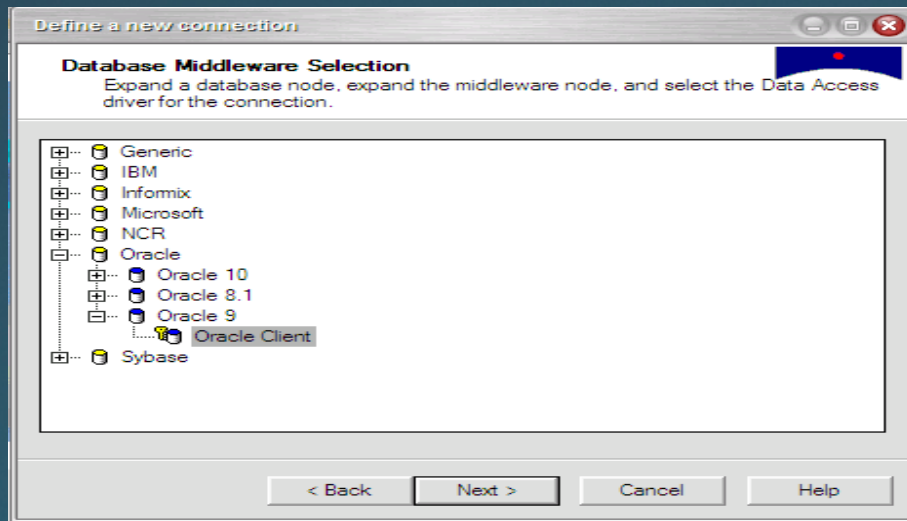 Define a new connection
Database Middleware Selection
Expand a database node, expand the middleware node, and select the Data Access
driver for the connection.
Generic
IBM
Informix
Microsoft
NCR
Oracle
Oracle 10
Oracle 8.1
Oracle 9
Oracle Client
Sybase
< Back Next > Cancel Help